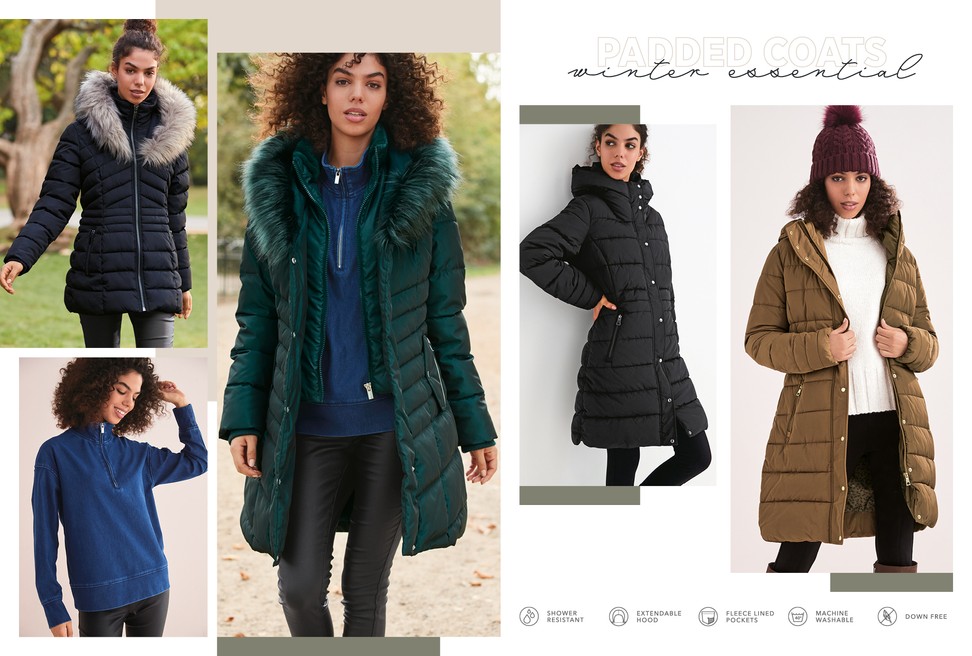 PADDED COATS
winter essential
SHOWER
RESISTANT
EXTENDABLE
HOOD
FLEECE LINED
POCKETS
MACHINE
WASHABLE
DOWN FREE